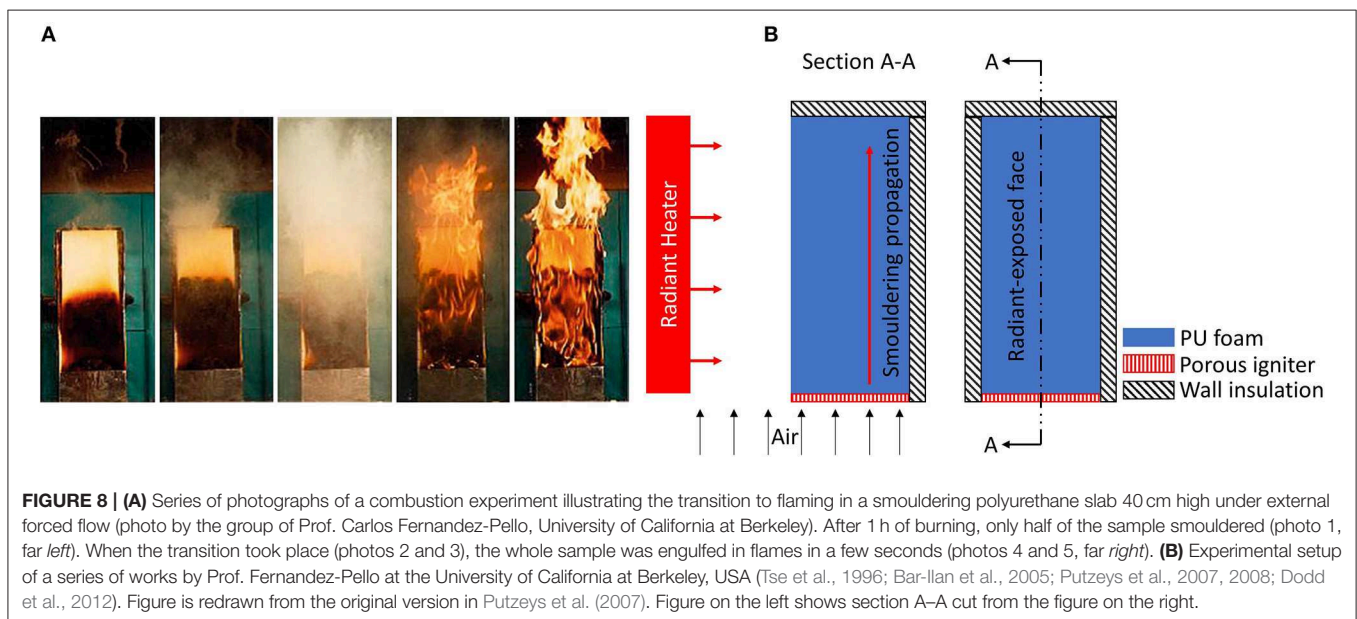 A
B
Section A-A
A
Radiant Heater
Smouldering propagation
Radiant-exposed face
PU foam
Porous igniter
Wall insulation
Air
A
FIGURE 8 | (A) Series of photographs of a combustion experiment illustrating the transition to flaming in a smouldering polyurethane slab 40 cm high under external
forced flow (photo by the group of Prof. Carlos Fernandez-Pello, University of California at Berkeley). After 1 h of burning, only half of the sample smouldered (photo 1,
far left). When the transition took place (photos 2 and 3), the whole sample was engulfed in flames in a few seconds (photos 4 and 5, far right). (B) Experimental setup
of a series of works by Prof. Fernandez-Pello at the University of California at Berkeley, USA (Tse et al., 1996; Bar-Ilan et al., 2005; Putzeys et al., 2007, 2008; Dodd
et al., 2012). Figure is redrawn from the original version in Putzeys et al. (2007). Figure on the left shows section A–A cut from the figure on the right.